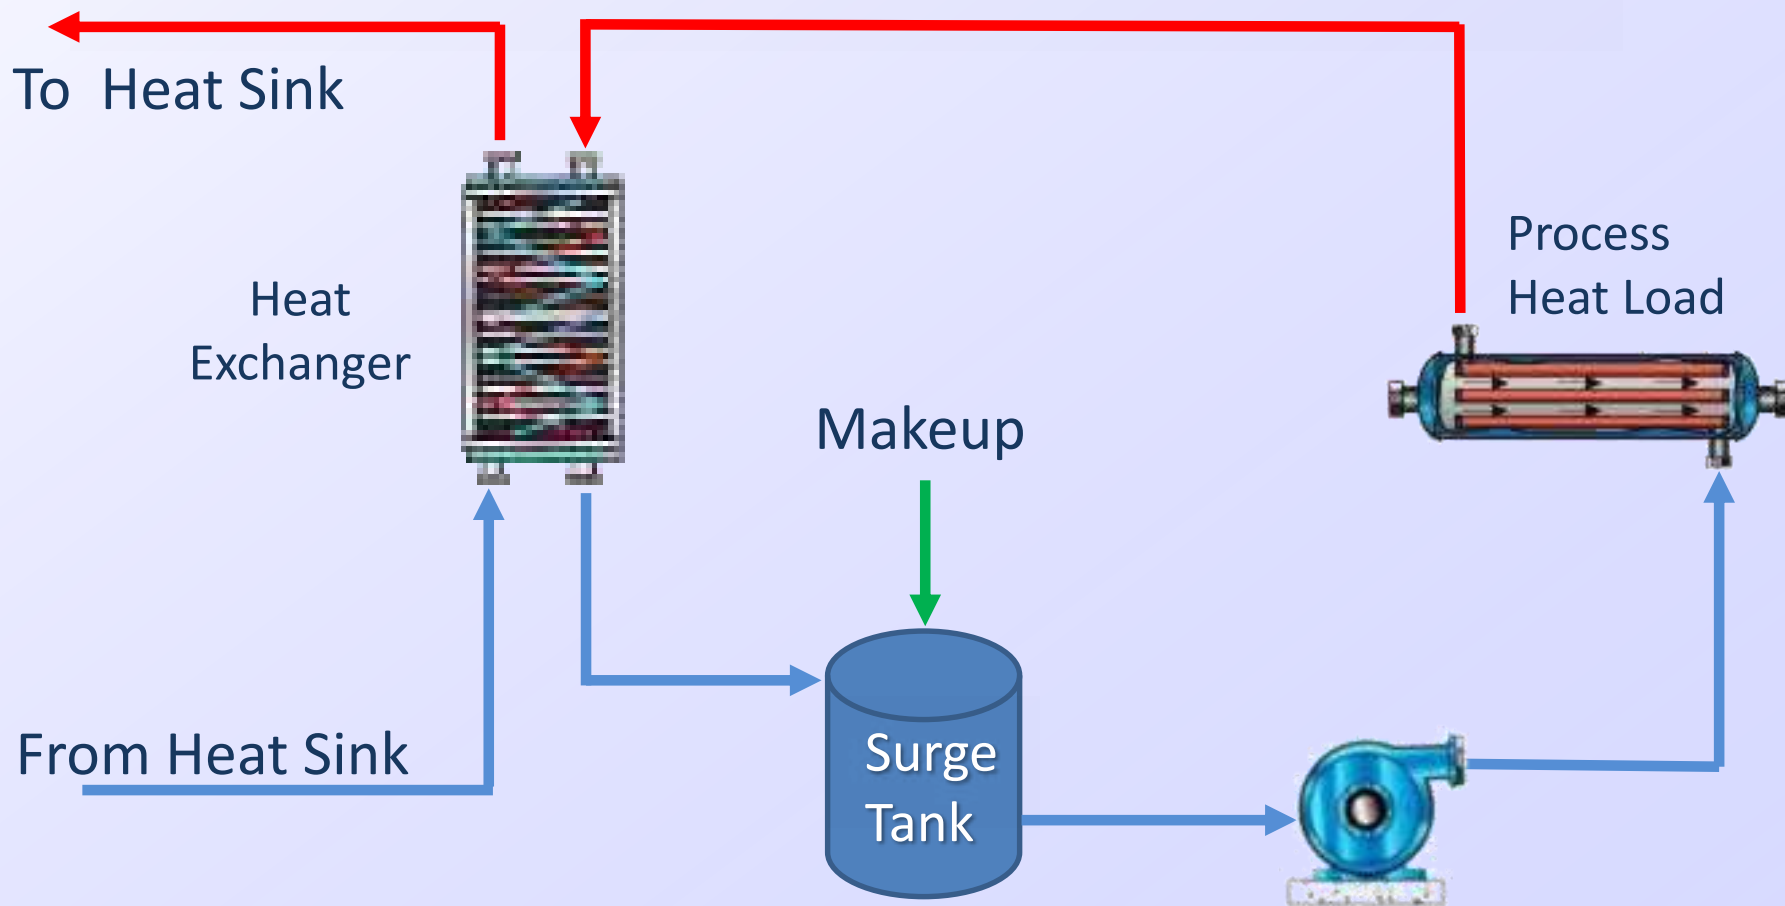 To Heat Sink
Process
Heat Load
Heat
Exchanger
Makeup
From Heat Sink
Surge
Tank